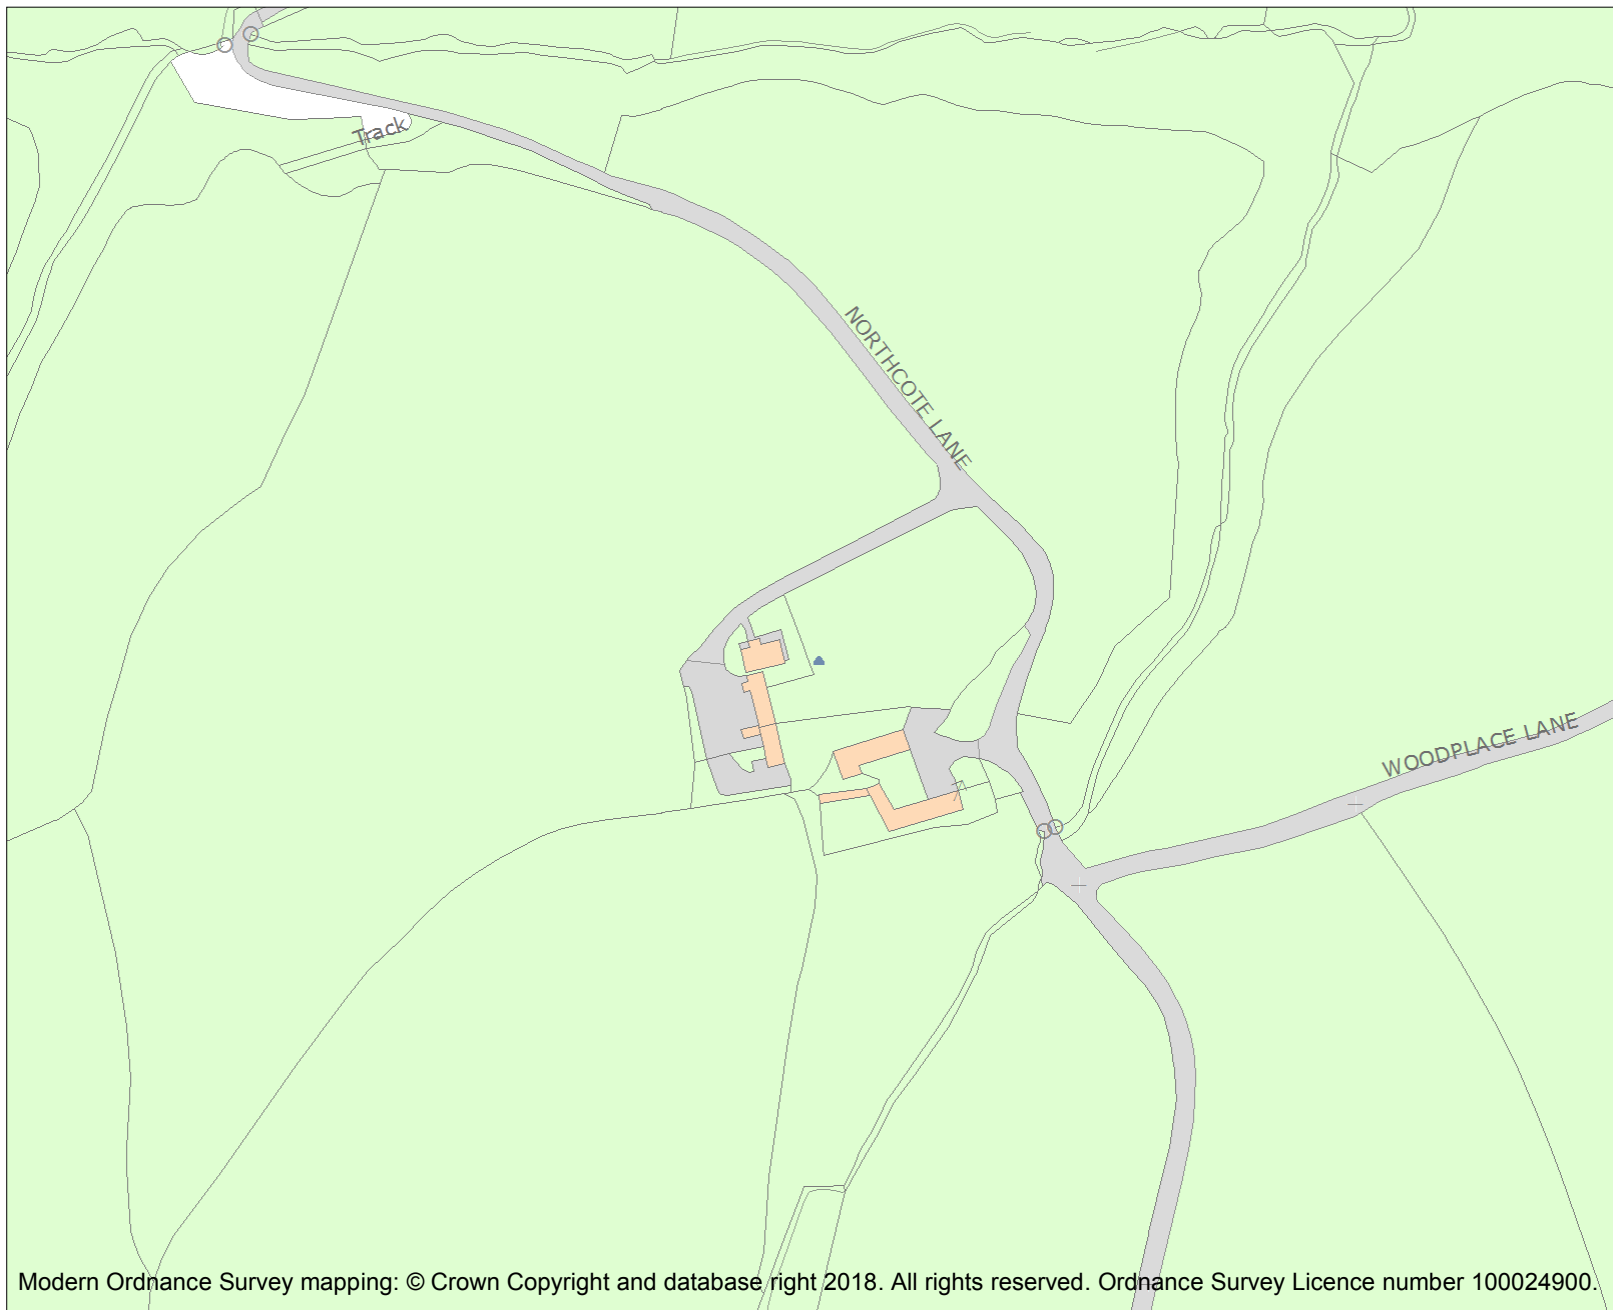 Track
NORTHCOTE LANE
WOODPLACE LANE
Modern Ordnance Survey mapping: © Crown Copyright and database right 2018. All rights reserved. Ordnance Survey Licence number 100024900.